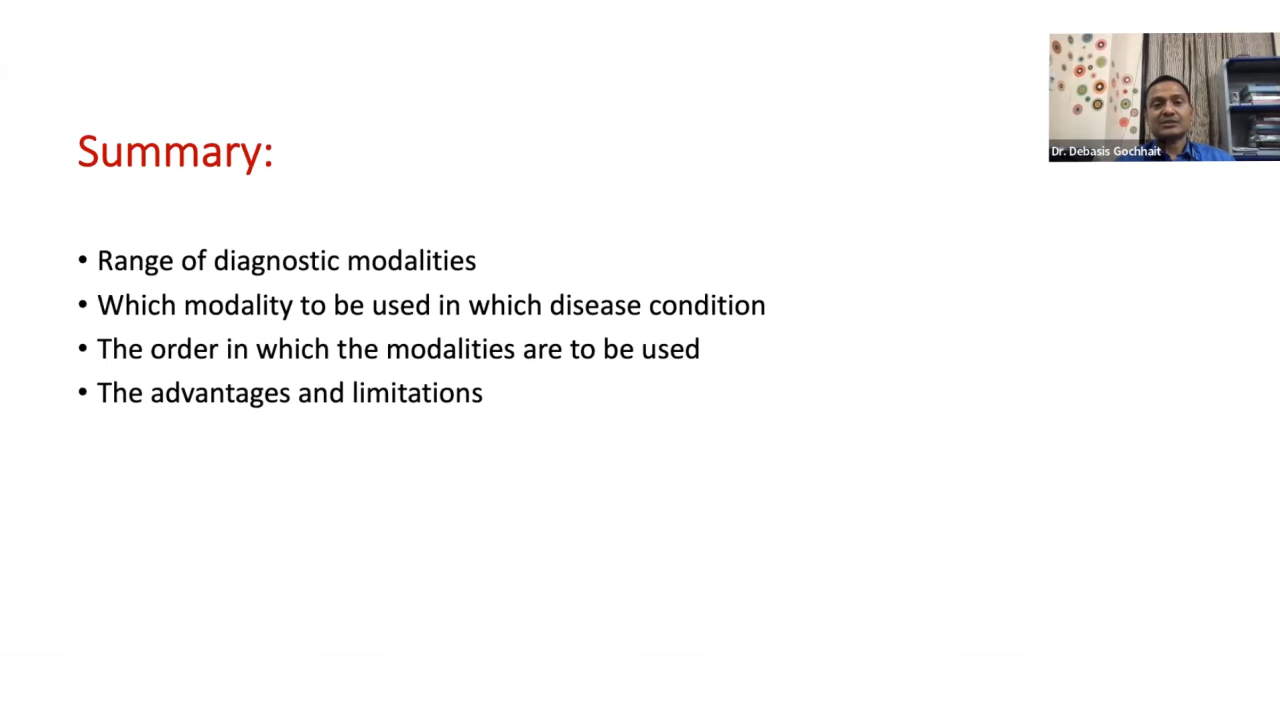 Summary:
• Range of diagnostic modalities
• Which modality to be used in which disease condition
• The order in which the modalities are to be used
• The advantages and limitations
Dr. Debasis Gochhait